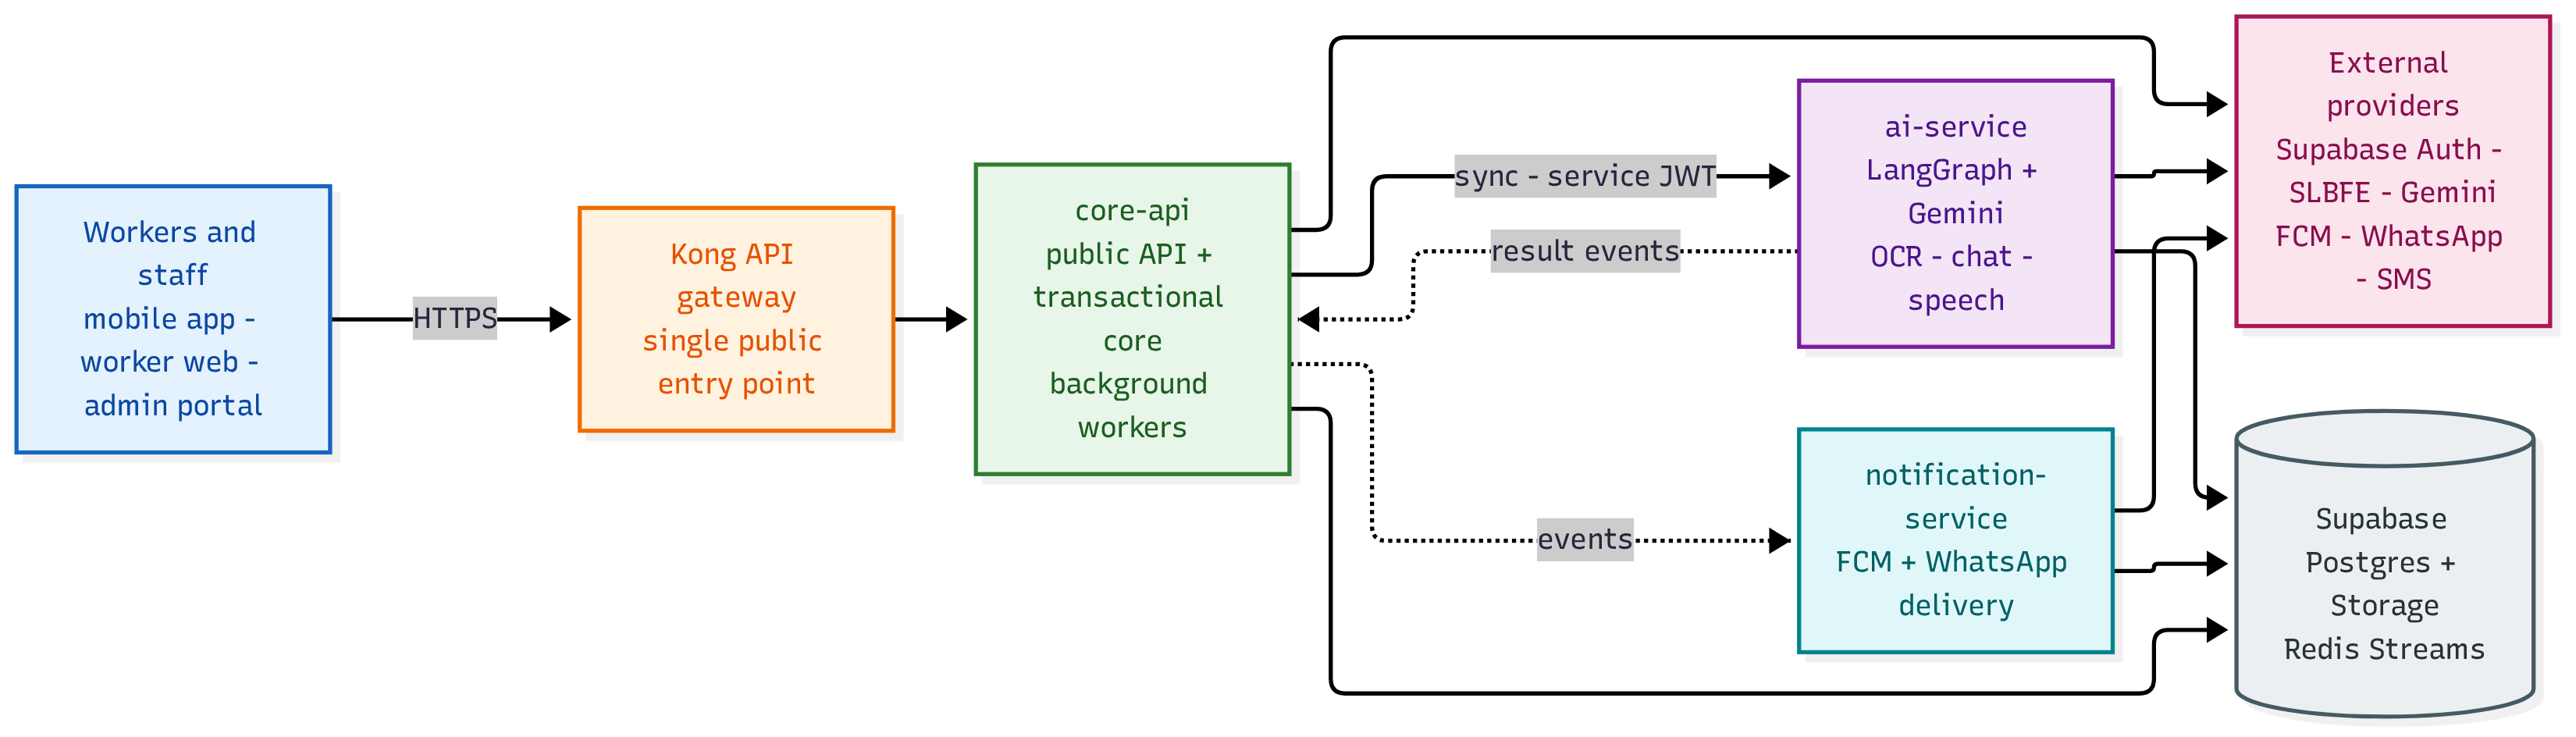 Workers and
staff
mobile app -
worker web -
admin portal
HTTPS
Kong API
gateway
single public
entry point
core-api
public API +
transactional
core
background
workers
sync - service JWT
result events
events
ai-service
LangGraph +
Gemini
OCR - chat -
speech
notification-
service
FCM + WhatsApp
delivery
External
providers
Supabase Auth -
SLBFE - Gemini
FCM - WhatsApp
- SMS
Supabase
Postgres +
Storage
Redis Streams